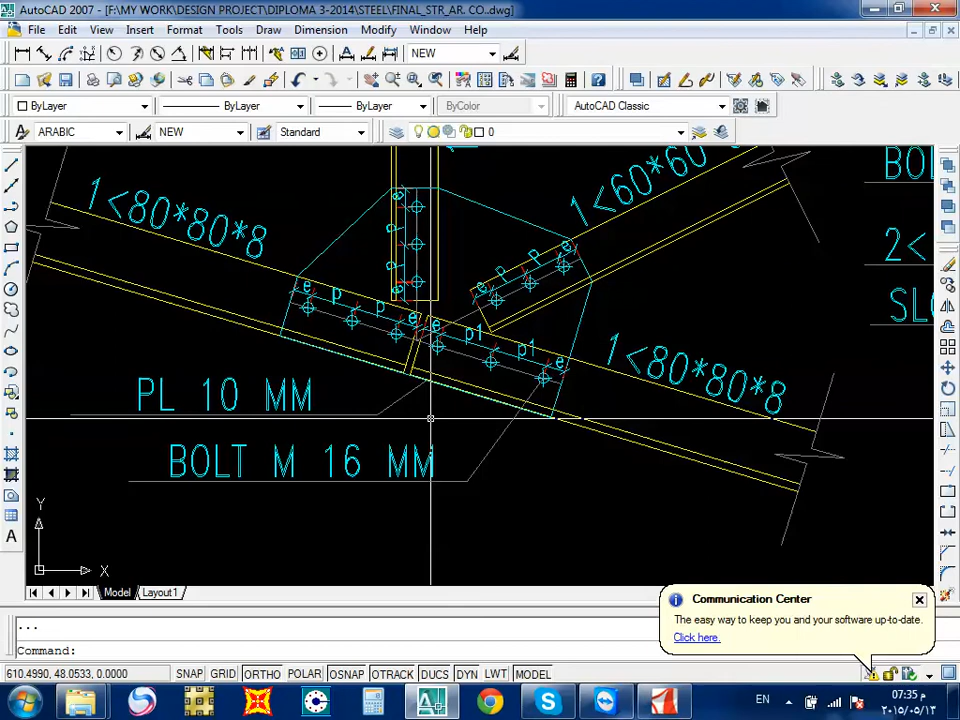 AutoCAD 2007 - [F:\MY WORK\DESIGN PROJECT\DIPLOMA 3-2014\STEEL\FINAL_STR_AR. CO..dwg]
File Edit View Insert Format Tools Draw Dimension Modify Window Help
NEW
ByLayer ByLayer ByLayer ByColor AutoCAD Classic
ARABIC NEW Standard 0
1<80*80*8
1<60*60
BOL
2<
SLO
e p p e
e p1 p1 e
e p p e
e p p e
1<80*80*8
PL 10 MM
BOLT M 16 MM
Y
X
Model Layout1
Communication Center
The easy way to keep you and your software up-to-date.
Click here.
...
Command:
610.4990, 48.0533, 0.0000 SNAP GRID ORTHO POLAR OSNAP OTRACK DUCS DYN LWT MODEL
EN
07:35 م
٢٠١٥/٠٥/١٣